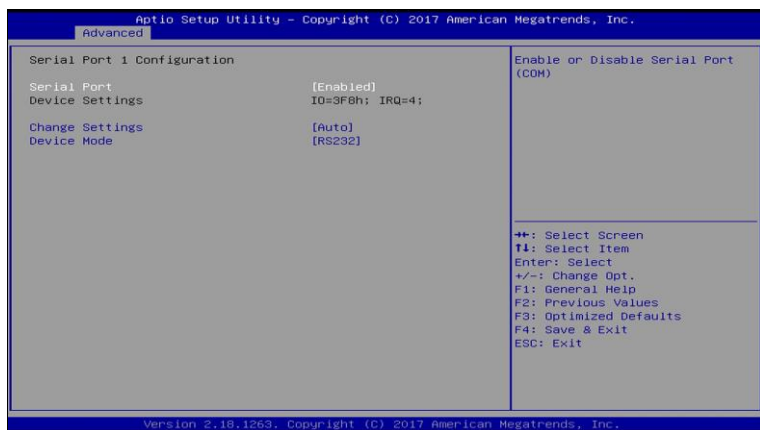 Aptio Setup Utility – Copyright (C) 2017 American Megatrends, Inc.
Advanced
Serial Port 1 Configuration
Serial Port [Enabled]
Device Settings IO=3F8h; IRQ=4;
Change Settings [Auto]
Device Mode [RS232]
Enable or Disable Serial Port
(COM)
→←: Select Screen
↑↓: Select Item
Enter: Select
+/-: Change Opt.
F1: General Help
F2: Previous Values
F3: Optimized Defaults
F4: Save & Exit
ESC: Exit
Version 2.18.1263. Copyright (C) 2017 American Megatrends, Inc.